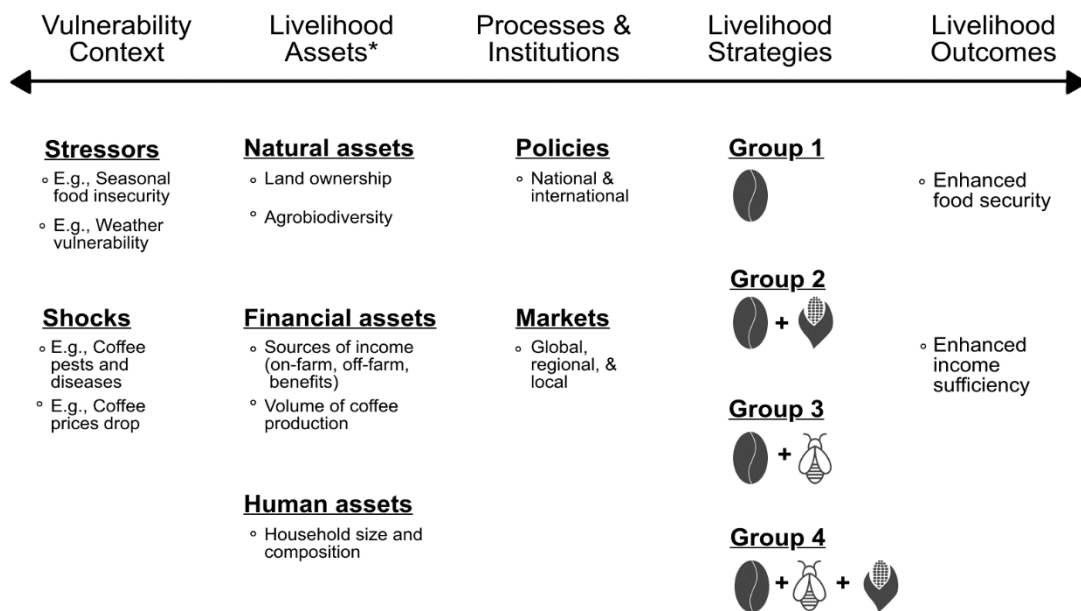 Vulnerability
Context
Livelihood
Assets*
Processes &
Institutions
Livelihood
Strategies
Livelihood
Outcomes
Stressors
E.g., Seasonal
food insecurity
E.g., Weather
vulnerability
Shocks
E.g., Coffee
pests and
diseases
E.g., Coffee
prices drop
Natural assets
Land ownership
Agrobiodiversity
Financial assets
Sources of income
(on-farm, off-farm,
benefits)
Volume of coffee
production
Human assets
Household size and
composition
Policies
National &
international
Markets
Global,
regional, &
local
Group 1
Group 2
+
Group 3
+
Group 4
+ +
Enhanced
food security
Enhanced
income
sufficiency